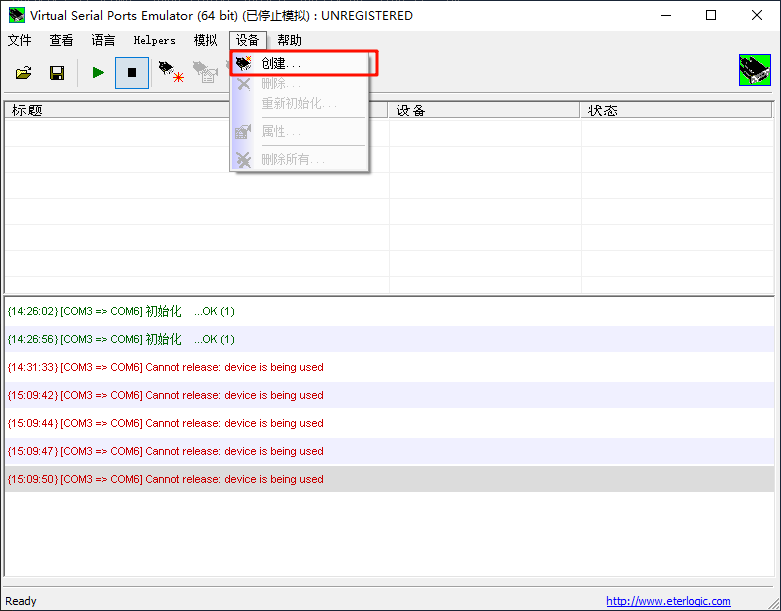 Virtual Serial Ports Emulator (64 bit) (已停止模拟) : UNREGISTERED
文件 查看 语言 Helpers 模拟 设备 帮助
创建...
删除...
重新初始化...
属性...
删除所有...
标题 设备 状态
{14:26:02} [COM3 => COM6] 初始化 ...OK (1)
{14:26:56} [COM3 => COM6] 初始化 ...OK (1)
{14:31:33} [COM3 => COM6] Cannot release: device is being used
{15:09:42} [COM3 => COM6] Cannot release: device is being used
{15:09:44} [COM3 => COM6] Cannot release: device is being used
{15:09:47} [COM3 => COM6] Cannot release: device is being used
{15:09:50} [COM3 => COM6] Cannot release: device is being used
Ready http://www.eterlogic.com